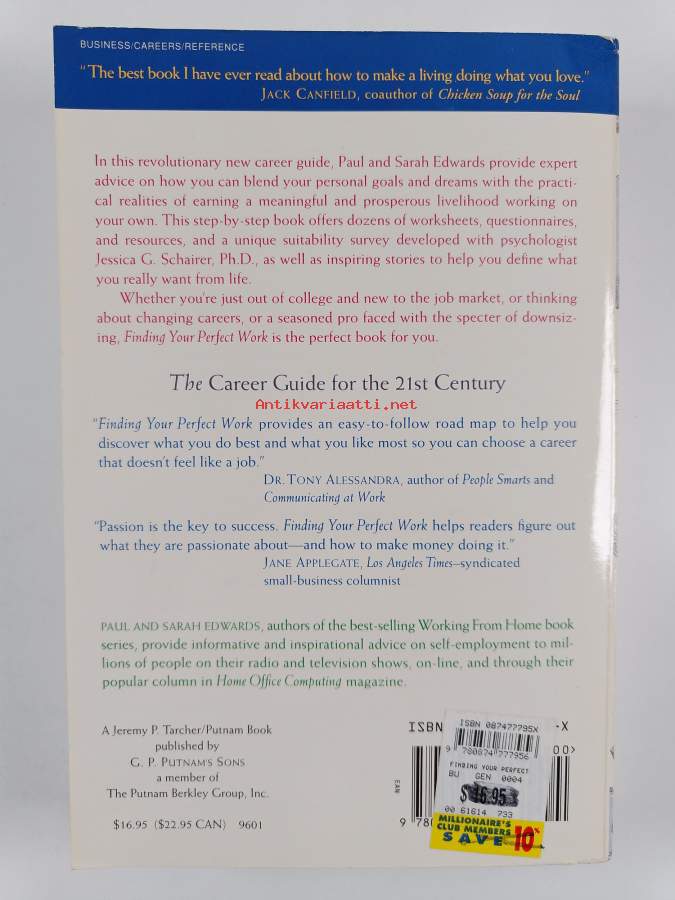 BUSINESS/CAREERS/REFERENCE
“The best book I have ever read about how to make a living doing what you love.”
JACK CANFIELD, coauthor of Chicken Soup for the Soul
In this revolutionary new career guide, Paul and Sarah Edwards provide expert
advice on how you can blend your personal goals and dreams with the practi-
cal realities of earning a meaningful and prosperous livelihood working on
your own. This step-by-step book offers dozens of worksheets, questionnaires,
and resources, and a unique suitability survey developed with psychologist
Jessica G. Schairer, Ph.D., as well as inspiring stories to help you define what
you really want from life.
Whether you're just out of college and new to the job market, or thinking
about changing careers, or a seasoned pro faced with the specter of downsiz-
ing, Finding Your Perfect Work is the perfect book for you.
The Career Guide for the 21st Century
Antikvariaatti.net
“Finding Your Perfect Work provides an easy-to-follow road map to help you
discover what you do best and what you like most so you can choose a career
that doesn't feel like a job.”
DR. TONY ALESSANDRA, author of People Smarts and
Communicating at Work
“Passion is the key to success. Finding Your Perfect Work helps readers figure out
what they are passionate about—and how to make money doing it.”
JANE APPLEGATE, Los Angeles Times–syndicated
small-business columnist
PAUL AND SARAH EDWARDS, authors of the best-selling Working From Home book
series, provide informative and inspirational advice on self-employment to mil-
lions of people on their radio and television shows, on-line, and through their
popular column in Home Office Computing magazine.
A Jeremy P. Tarcher/Putnam Book
published by
G. P. PUTNAM'S SONS
a member of
The Putnam Berkley Group, Inc.
$16.95 ($22.95 CAN) 9601
ISBN -X
00>
EAN
9 780
ISBN 087477795X
9 780874 777956
FINDING YOUR PERFECT
BU GEN 0004
$16.95
00 61614 733
MILLIONAIRE'S
CLUB MEMBERS
SAVE 10%